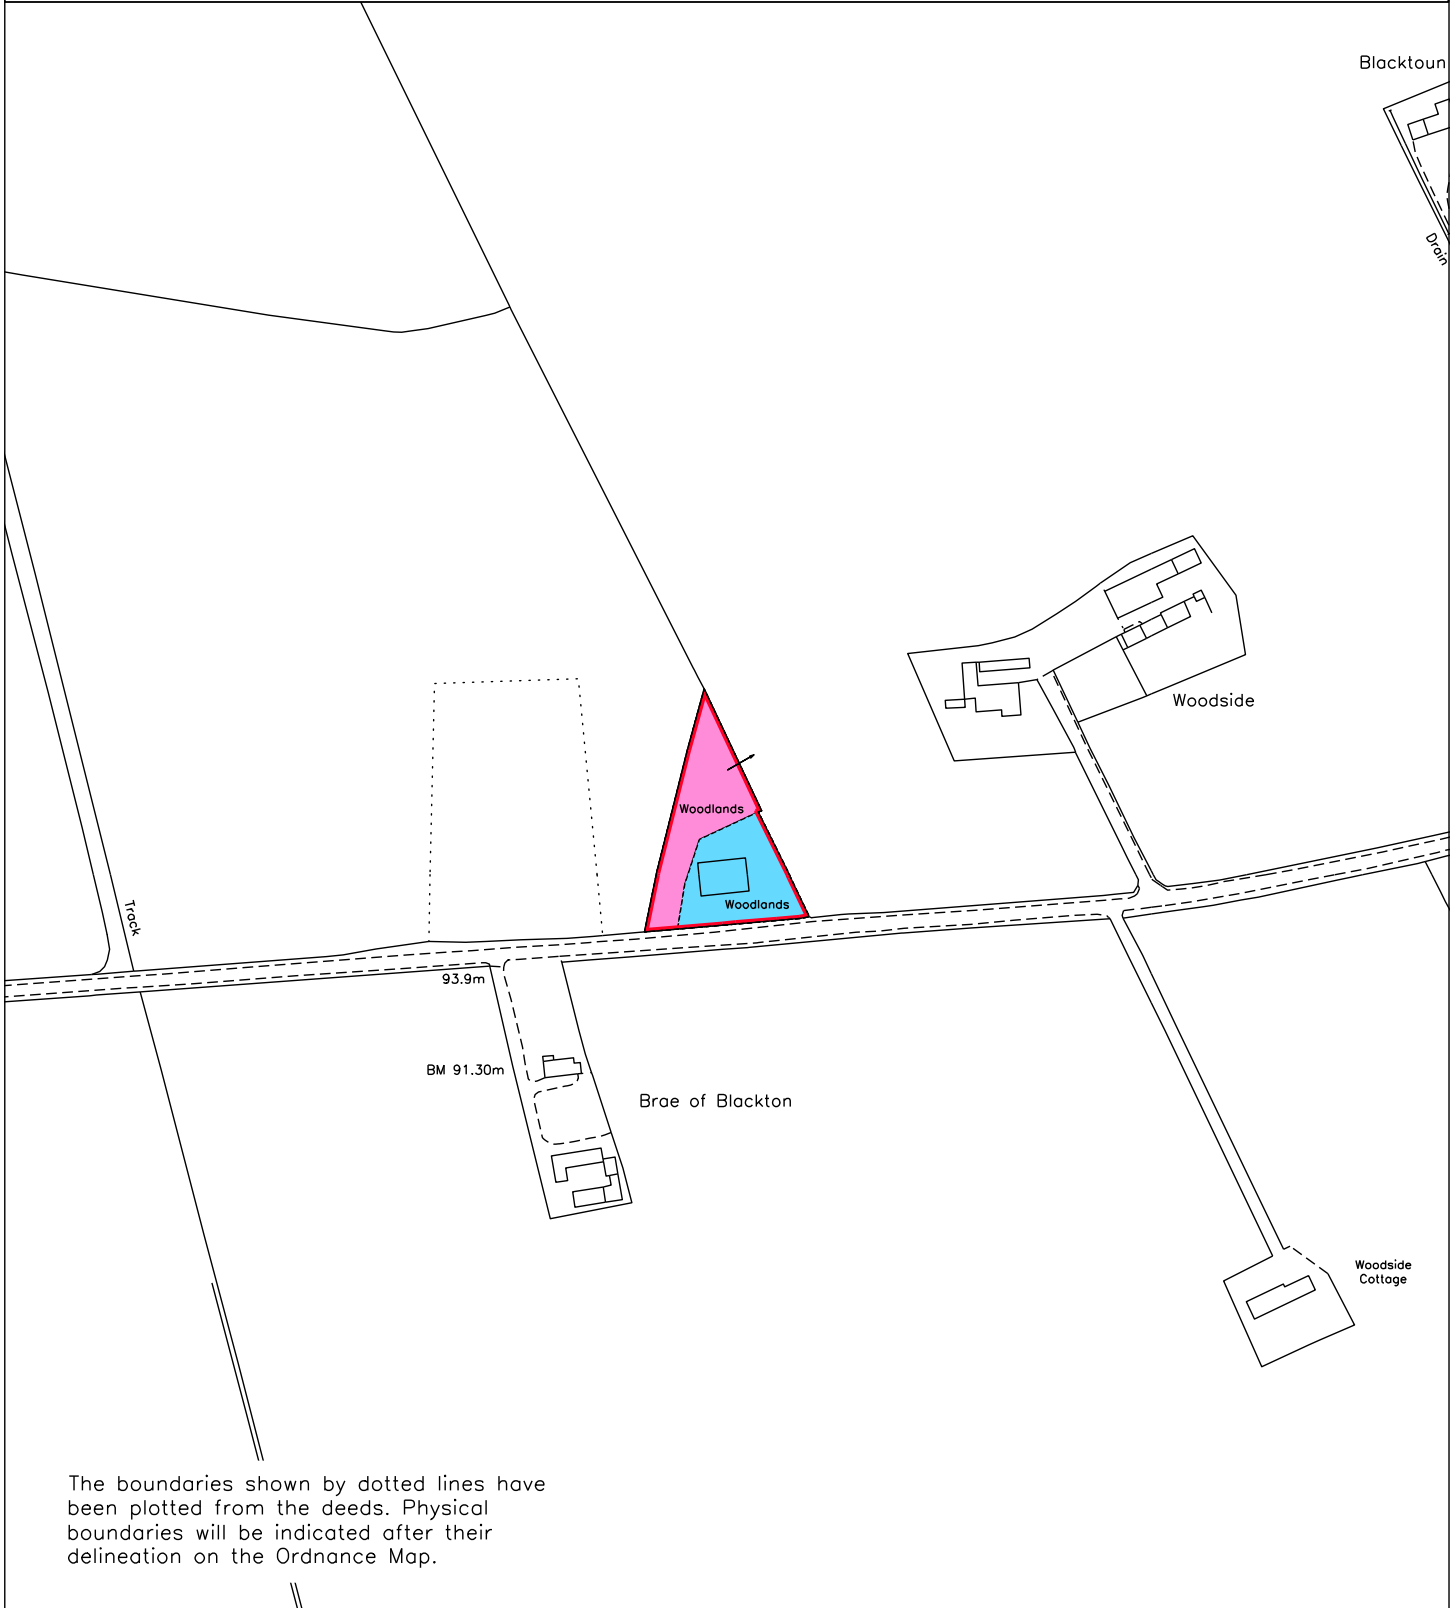 Blacktoun
Drain
Woodside
Woodlands
Woodlands
Track
93.9m
BM 91.30m
Brae of Blackton
Woodside
Cottage
The boundaries shown by dotted lines have
been plotted from the deeds. Physical
boundaries will be indicated after their
delineation on the Ordnance Map.